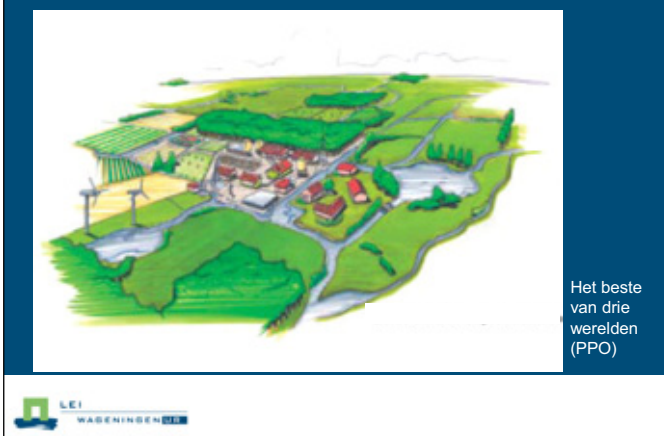 Het beste
van drie
werelden
(PPO)
LEI
WAGENINGEN UR